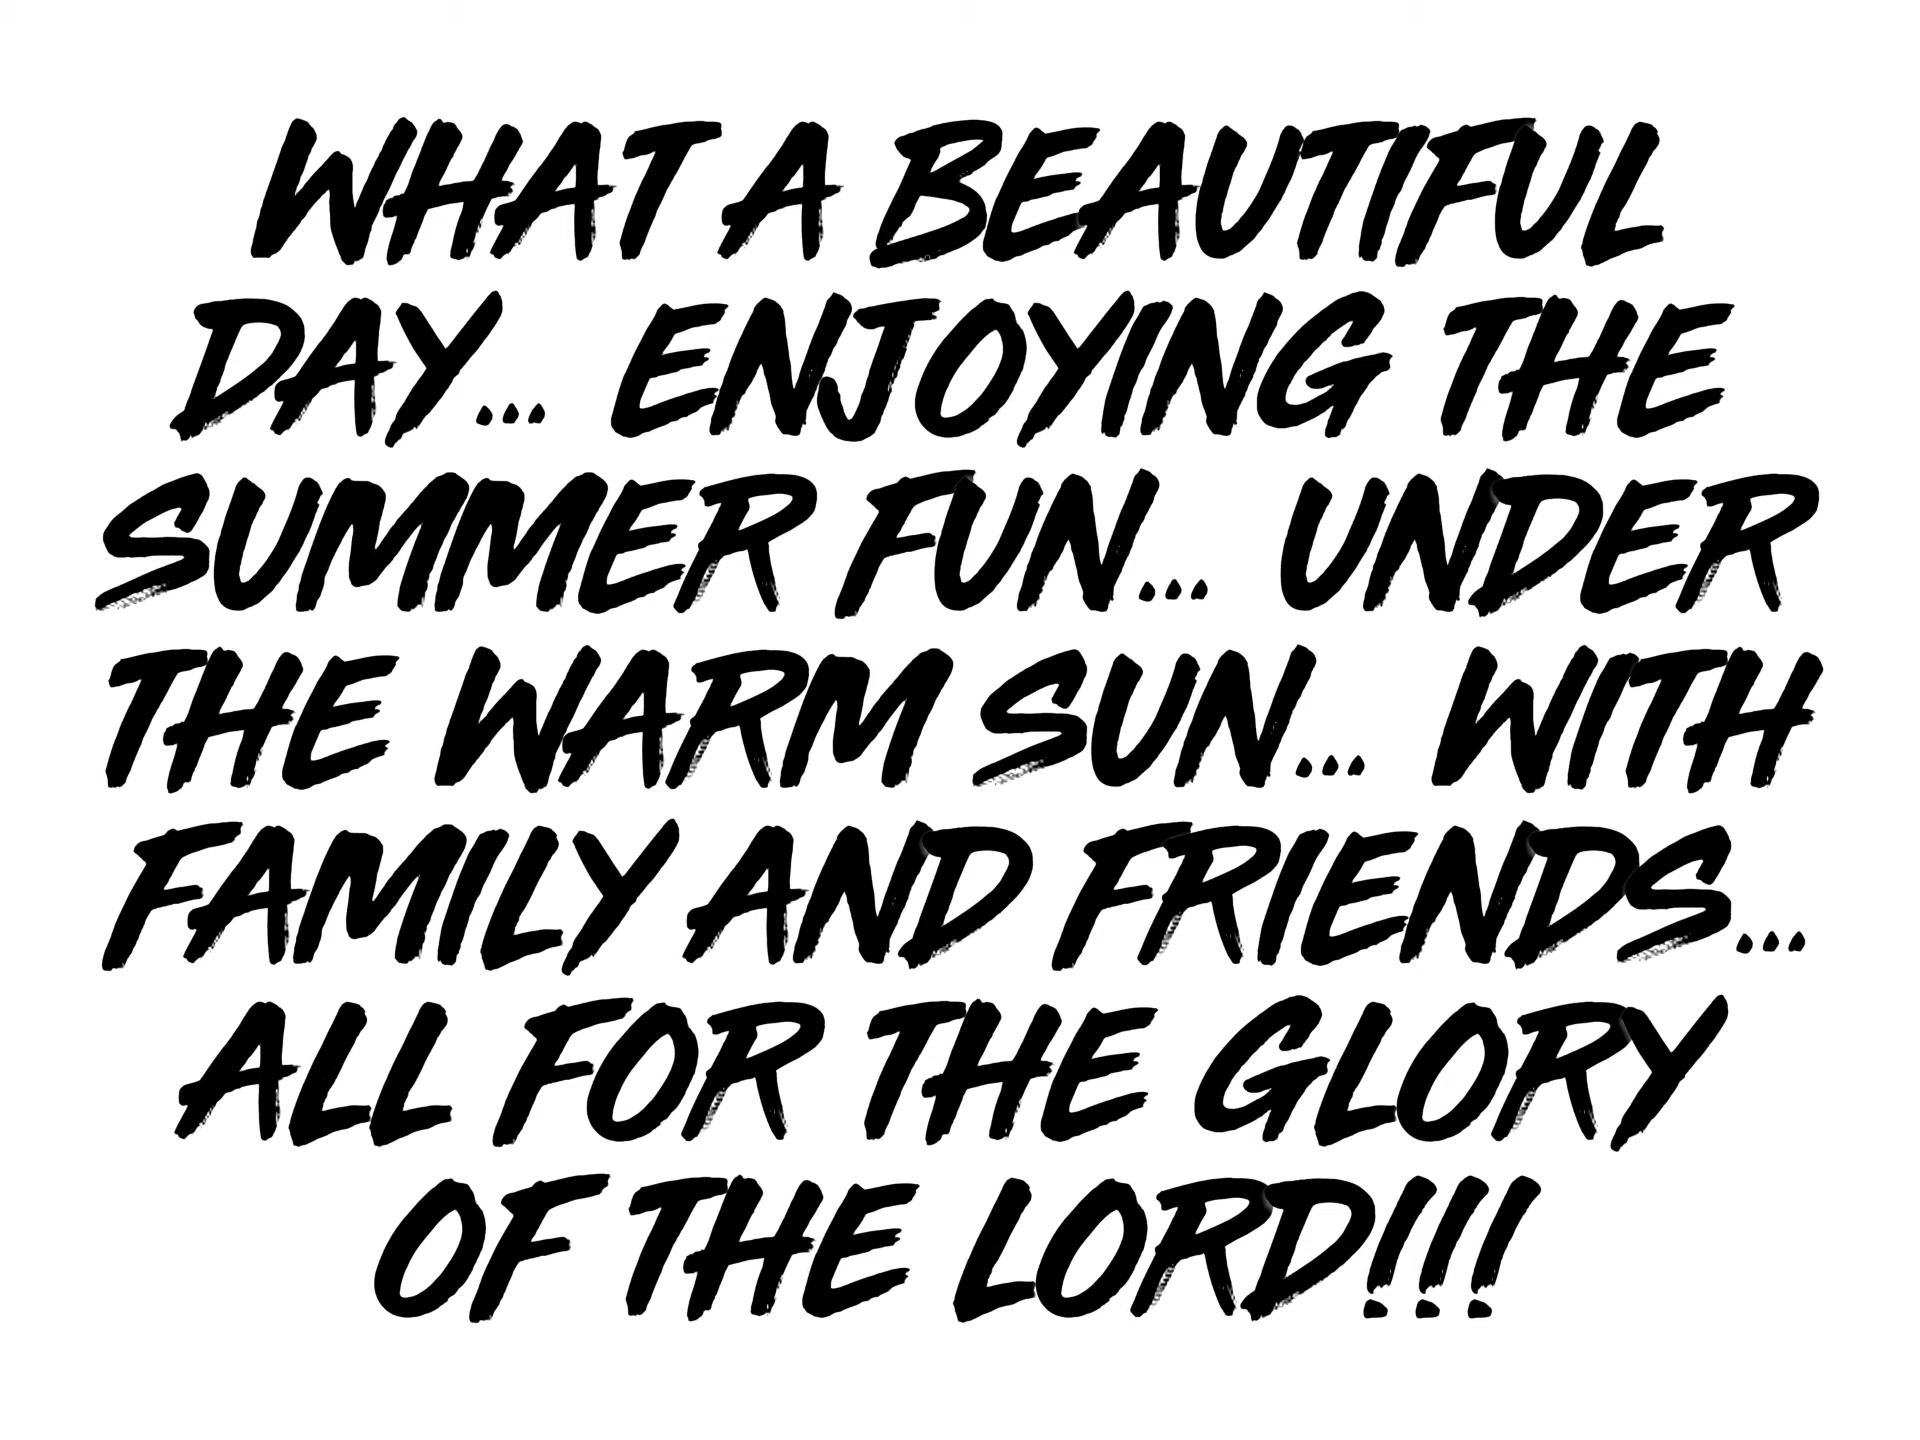 WHAT A BEAUTIFUL
DAY... ENJOYING THE
SUMMER FUN... UNDER
THE WARM SUN... WITH
FAMILY AND FRIENDS...
ALL FOR THE GLORY
OF THE LORD!!!